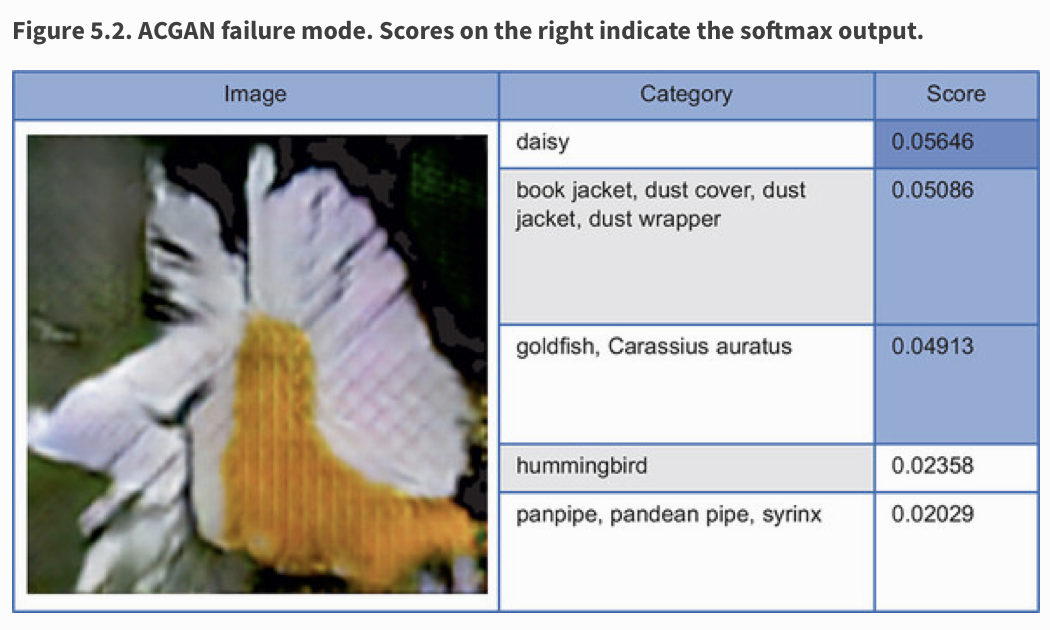 Figure 5.2. ACGAN failure mode. Scores on the right indicate the softmax output.
Image
Category
Score
daisy
0.05646
book jacket, dust cover, dust
jacket, dust wrapper
0.05086
goldfish, Carassius auratus
0.04913
hummingbird
0.02358
panpipe, pandean pipe, syrinx
0.02029